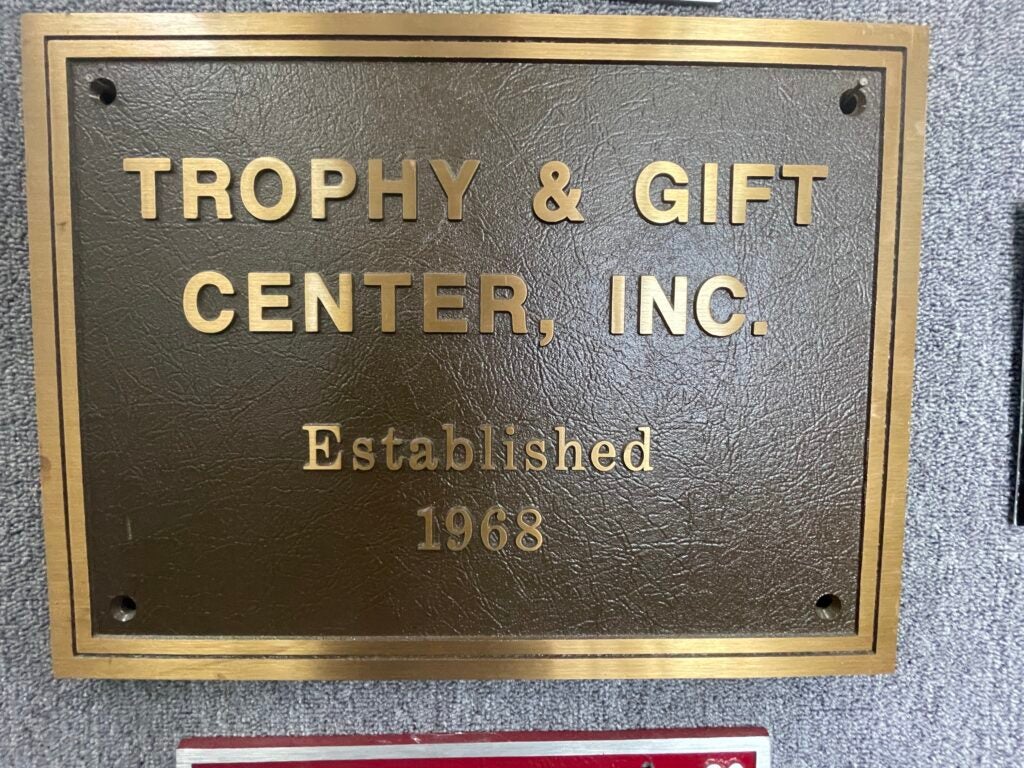 TROPHY & GIFT
CENTER, INC.
Established
1968